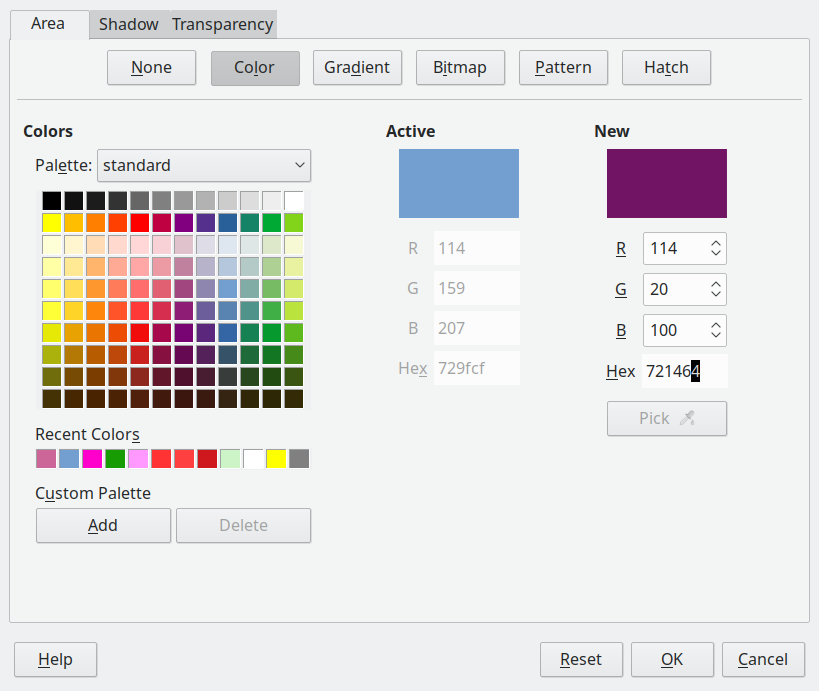 Area Shadow Transparency
None Color Gradient Bitmap Pattern Hatch
Colors
Palette: standard
Recent Colors
Custom Palette
Add Delete
Active
R 114
G 159
B 207
Hex 729fcf
New
R 114
G 20
B 100
Hex 721464
Pick
Help Reset OK Cancel